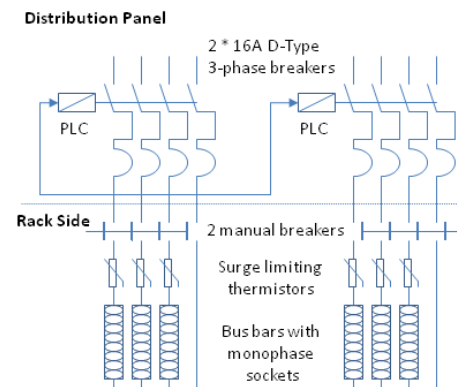 Distribution Panel
2 * 16A D-Type
3-phase breakers
PLC
PLC
Rack Side
2 manual breakers
Surge limiting
thermistors
Bus bars with
monophase
sockets